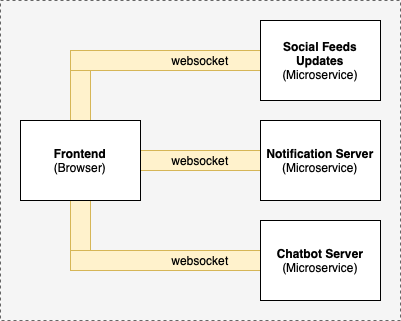 Social Feeds
Updates
(Microservice)
websocket
Frontend
(Browser)
websocket
Notification Server
(Microservice)
websocket
Chatbot Server
(Microservice)